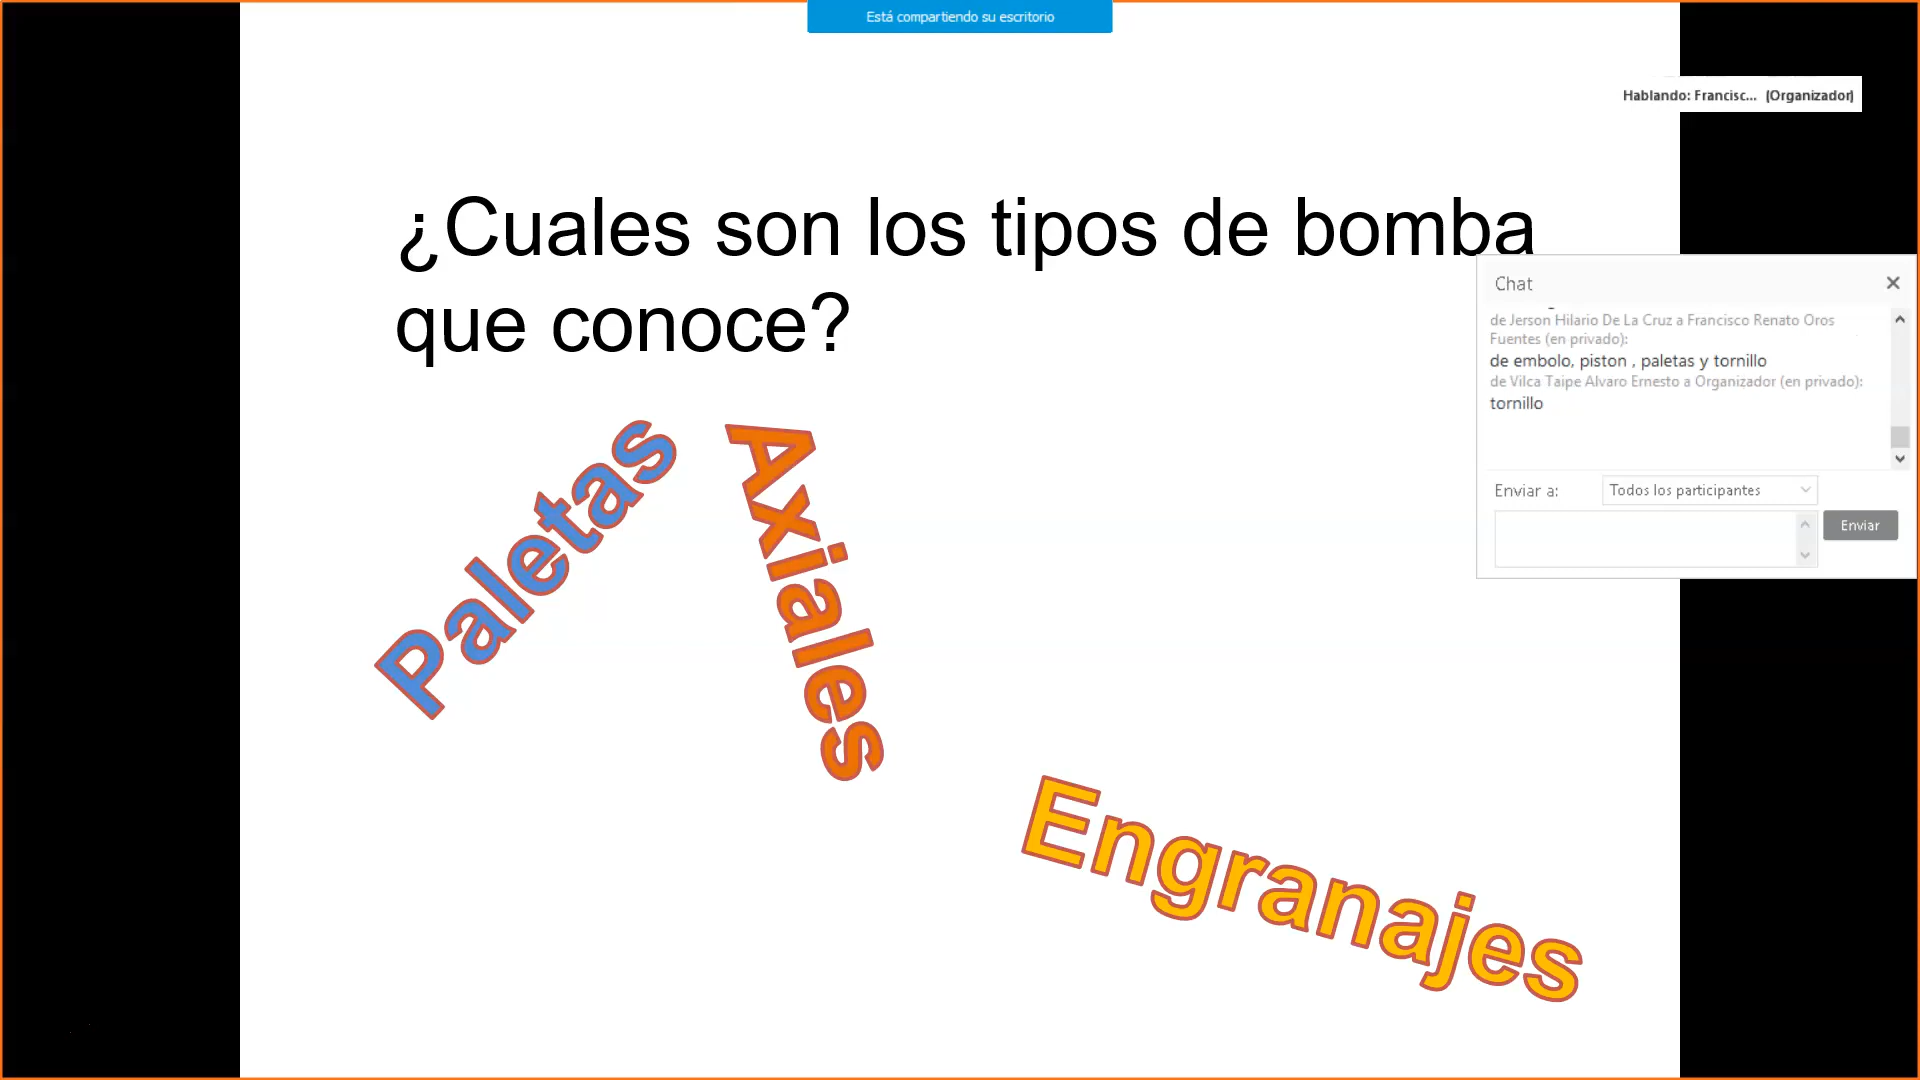 Está compartiendo su escritorio
Hablando: Francisc... (Organizador)
¿Cuales son los tipos de bomba
que conoce?
Paletas
Axiales
Engranajes
Chat
de Jerson Hilario De La Cruz a Francisco Renato Oros
Fuentes (en privado):
de embolo, piston , paletas y tornillo
de Vilca Taipe Alvaro Ernesto a Organizador (en privado):
tornillo
Enviar a:
Todos los participantes
Enviar